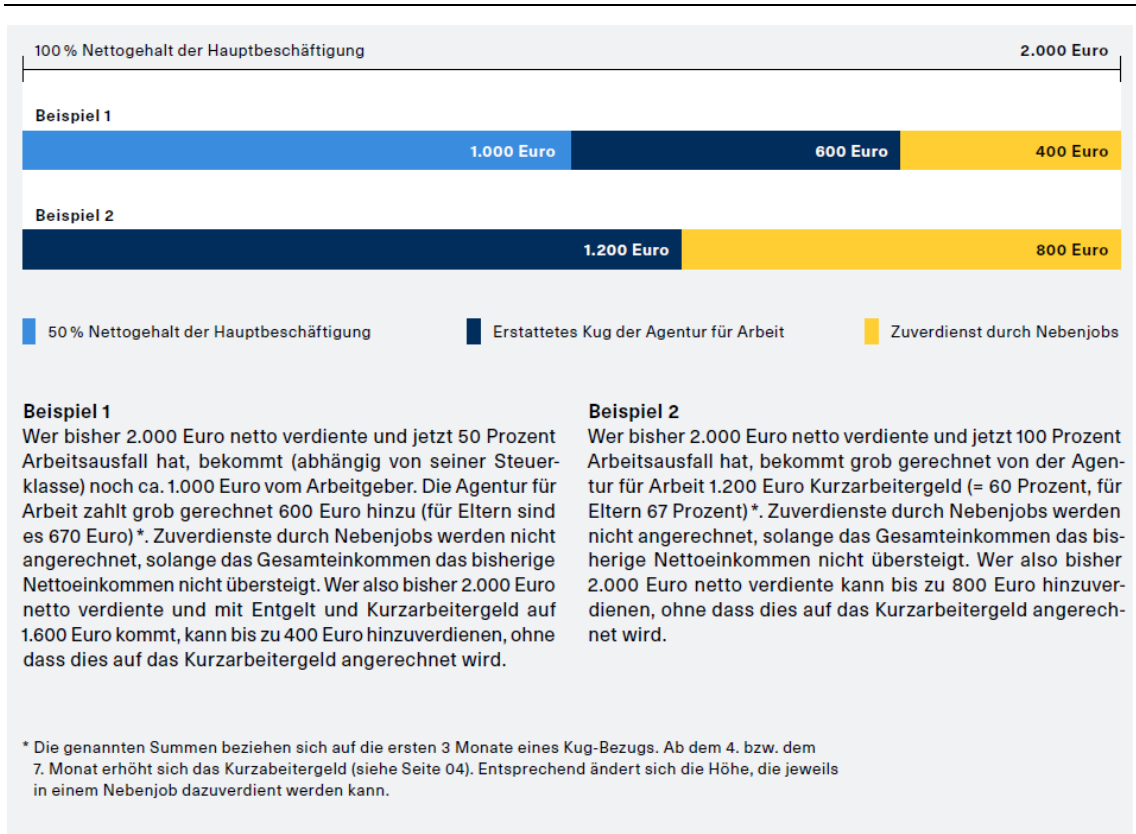 100 % Nettogehalt der Hauptbeschäftigung 2.000 Euro
Beispiel 1
1.000 Euro 600 Euro 400 Euro
Beispiel 2
1.200 Euro 800 Euro
50 % Nettogehalt der Hauptbeschäftigung Erstattetes Kug der Agentur für Arbeit Zuverdienst durch Nebenjobs
Beispiel 1
Wer bisher 2.000 Euro netto verdiente und jetzt 50 Prozent
Arbeitsausfall hat, bekommt (abhängig von seiner Steuer-
klasse) noch ca. 1.000 Euro vom Arbeitgeber. Die Agentur für
Arbeit zahlt grob gerechnet 600 Euro hinzu (für Eltern sind
es 670 Euro)*. Zuverdienste durch Nebenjobs werden nicht
angerechnet, solange das Gesamteinkommen das bisherige
Nettoeinkommen nicht übersteigt. Wer also bisher 2.000 Euro
netto verdiente und mit Entgelt und Kurzarbeitergeld auf
1.600 Euro kommt, kann bis zu 400 Euro hinzuverdienen, ohne
dass dies auf das Kurzarbeitergeld angerechnet wird.
Beispiel 2
Wer bisher 2.000 Euro netto verdiente und jetzt 100 Prozent
Arbeitsausfall hat, bekommt grob gerechnet von der Agen-
tur für Arbeit 1.200 Euro Kurzarbeitergeld (= 60 Prozent, für
Eltern 67 Prozent)*. Zuverdienste durch Nebenjobs werden
nicht angerechnet, solange das Gesamteinkommen das bis-
herige Nettoeinkommen nicht übersteigt. Wer also bisher
2.000 Euro netto verdiente kann bis zu 800 Euro hinzuver-
dienen, ohne dass dies auf das Kurzarbeitergeld angerech-
net wird.
* Die genannten Summen beziehen sich auf die ersten 3 Monate eines Kug-Bezugs. Ab dem 4. bzw. dem
7. Monat erhöht sich das Kurzabeitergeld (siehe Seite 04). Entsprechend ändert sich die Höhe, die jeweils
in einem Nebenjob dazuverdient werden kann.